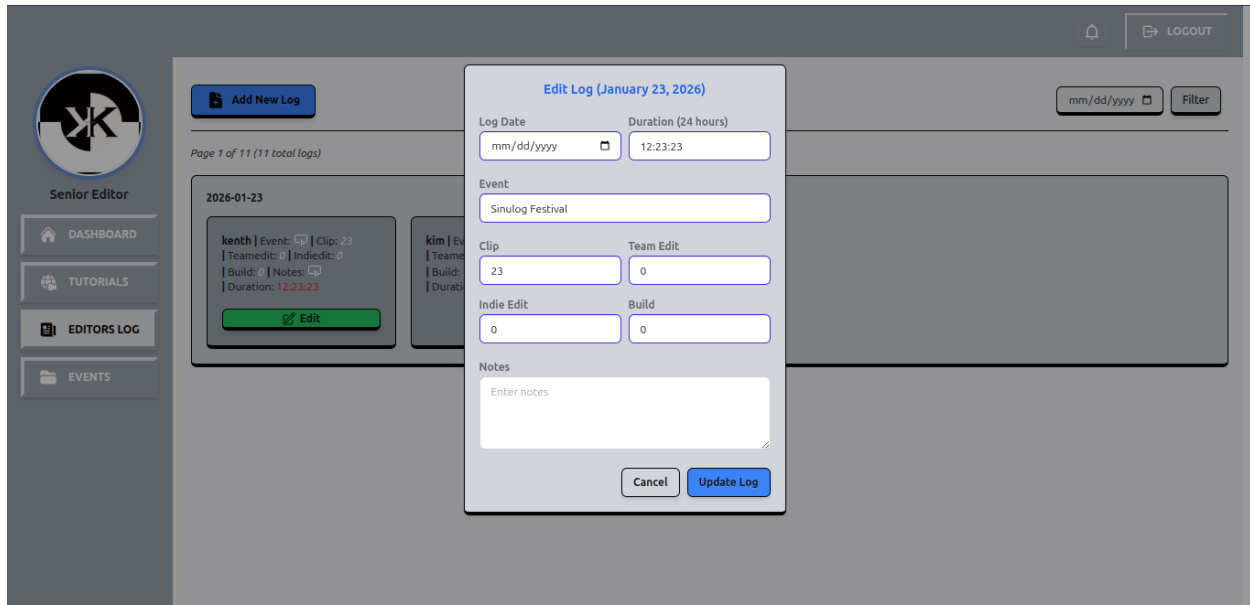 LOGOUT
Senior Editor
DASHBOARD
TUTORIALS
EDITORS LOG
EVENTS
Add New Log
mm/dd/yyyy
Filter
Page 1 of 11 (11 total logs)
2026-01-23
kenth | Event: | Clip: 23
| Teamedit: 0 | Indiedit: 0
| Build: 0 | Notes:
| Duration: 12:23:23
Edit
kim | Ev
| Teame
| Build:
| Durati
Edit Log (January 23, 2026)
Log Date Duration (24 hours)
mm/dd/yyyy 12:23:23
Event
Sinulog Festival
Clip Team Edit
23 0
Indie Edit Build
0 0
Notes
Enter notes
Cancel Update Log